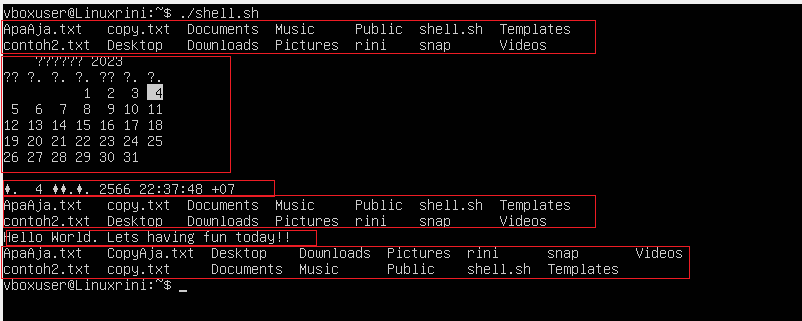 vboxuser@Linuxrini:~$ ./shell.sh
ApaAja.txt copy.txt Documents Music Public shell.sh Templates
contoh2.txt Desktop Downloads Pictures rini snap Videos
?????? 2023
?? ?. ?. ?. ?? ?. ?.
1 2 3 4
5 6 7 8 9 10 11
12 13 14 15 16 17 18
19 20 21 22 23 24 25
26 27 28 29 30 31
♦. 4 ♦♦.♦. 2566 22:37:48 +07
ApaAja.txt copy.txt Documents Music Public shell.sh Templates
contoh2.txt Desktop Downloads Pictures rini snap Videos
Hello World. Lets having fun today!!
ApaAja.txt CopyAja.txt Desktop Downloads Pictures rini snap Videos
contoh2.txt copy.txt Documents Music Public shell.sh Templates
vboxuser@Linuxrini:~$ _